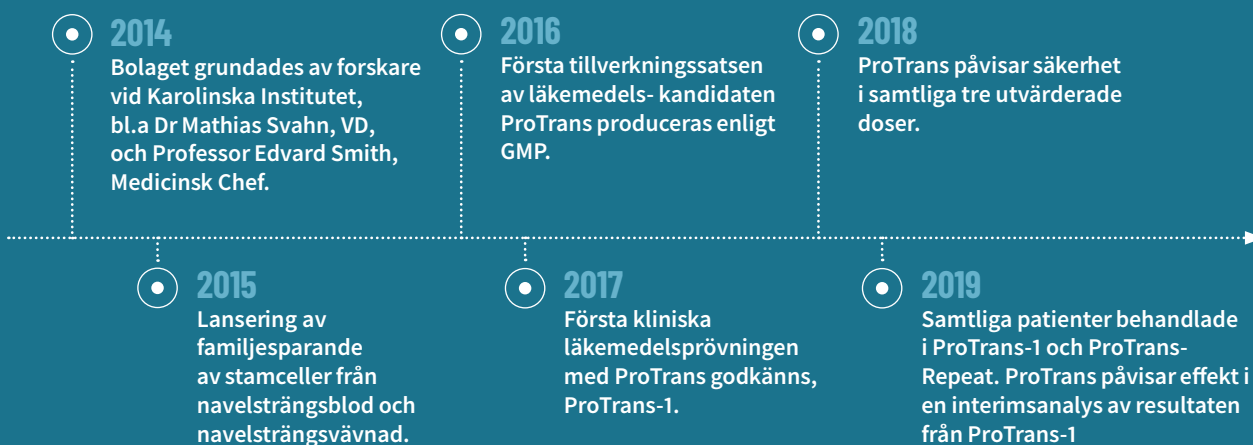 2014
Bolaget grundades av forskare
vid Karolinska Institutet,
bl.a Dr Mathias Svahn, VD,
och Professor Edvard Smith,
Medicinsk Chef.
2015
Lansering av
familjesparande
av stamceller från
navelsträngsblod och
navelsträngsvävnad.
2016
Första tillverkningssatsen
av läkemedels- kandidaten
ProTrans produceras enligt
GMP.
2017
Första kliniska
läkemedelsprövningen
med ProTrans godkänns,
ProTrans-1.
2018
ProTrans påvisar säkerhet
i samtliga tre utvärderade
doser.
2019
Samtliga patienter behandlade
i ProTrans-1 och ProTrans-
Repeat. ProTrans påvisar effekt i
en interimsanalys av resultaten
från ProTrans-1